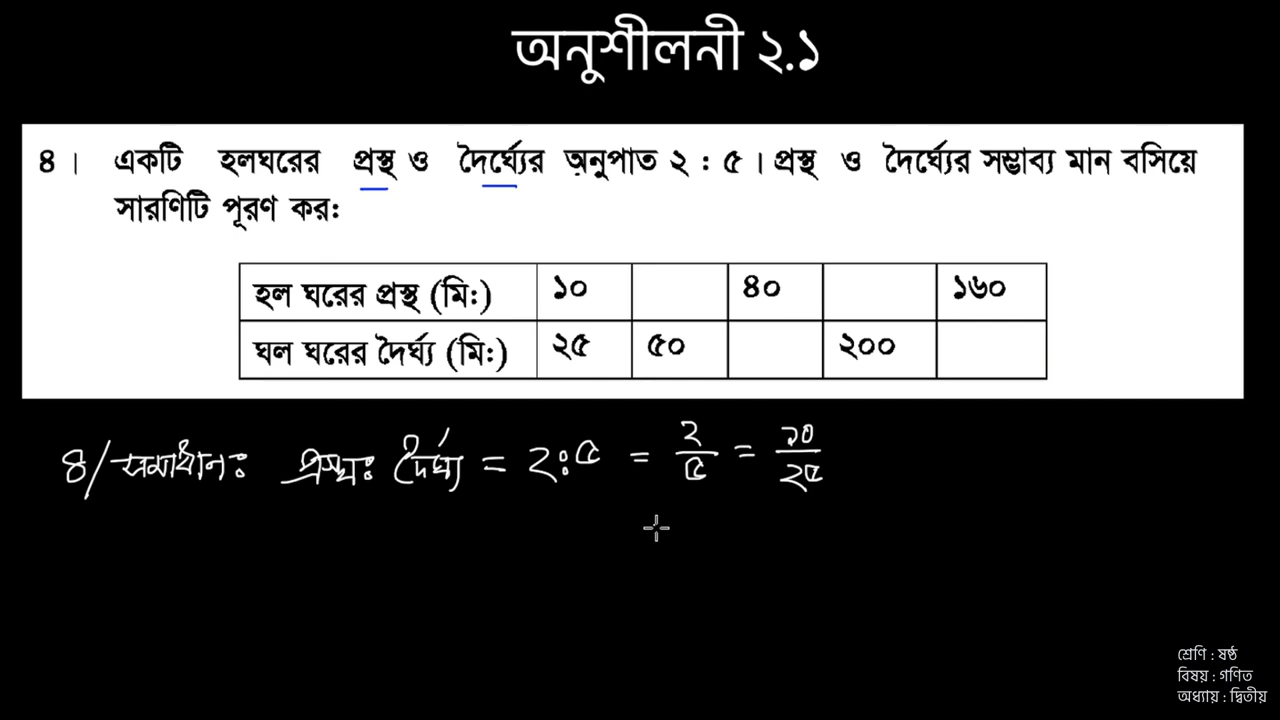 অনুশীলনী ২.১
৪। একটি হলঘরের প্রস্থ ও দৈর্ঘ্যের অনুপাত ২ : ৫। প্রস্থ ও দৈর্ঘ্যের সম্ভাব্য মান বসিয়ে
সারণিটি পূরণ কর:
হল ঘরের প্রস্থ (মি:) ১০ ৪০ ১৬০
ঘল ঘরের দৈর্ঘ্য (মি:) ২৫ ৫০ ২০০
৪/ সমাধান: প্রস্থ: দৈর্ঘ্য = ২:৫ = ২/৫ = ১০/২৫
শ্রেণি : ষষ্ঠ
বিষয় : গণিত
অধ্যায় : দ্বিতীয়